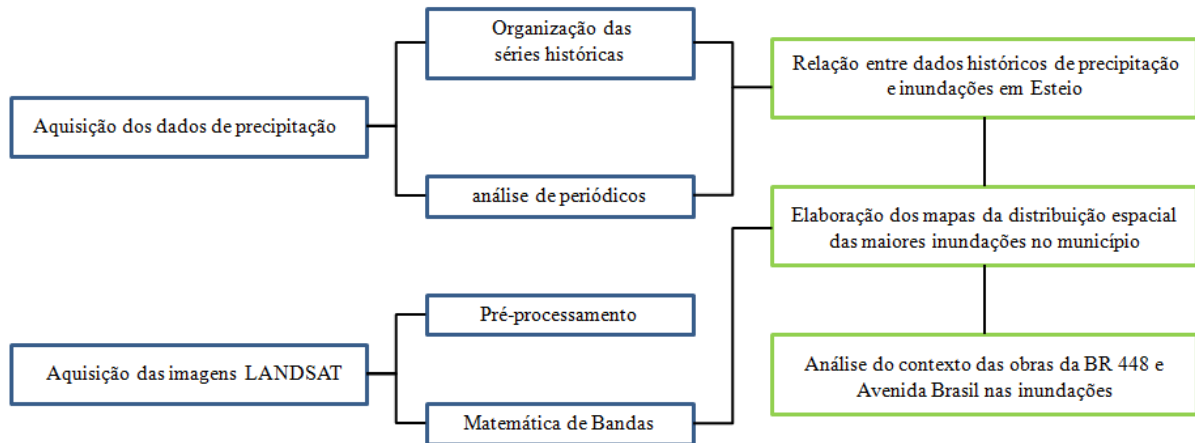 Organização das
séries históricas
Relação entre dados históricos de precipitação
e inundações em Esteio
Aquisição dos dados de precipitação
análise de periódicos
Elaboração dos mapas da distribuição espacial
das maiores inundações no município
Pré-processamento
Aquisição das imagens LANDSAT
Análise do contexto das obras da BR 448 e
Avenida Brasil nas inundações
Matemática de Bandas